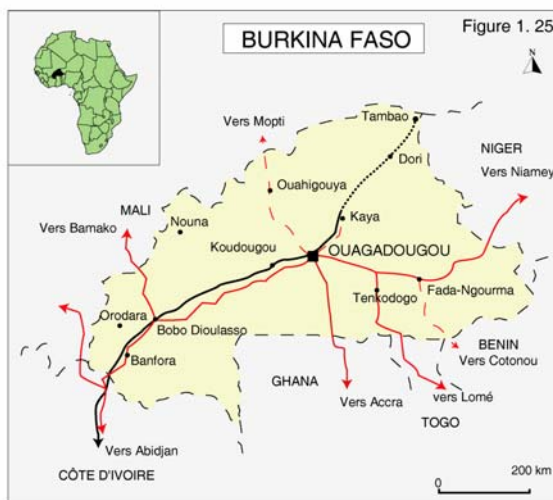 Figure 1. 25
BURKINA FASO
N
Vers Mopti
Tambao
NIGER
Dori
Vers Niamey
Ouahigouya
MALI
Kaya
Vers Bamako
Nouna
Koudougou
OUAGADOUGOU
Fada-Ngourma
Tenkodogo
Orodara
Bobo Dioulasso
BENIN
Banfora
Vers Cotonou
GHANA
Vers Accra
vers Lomé
TOGO
Vers Abidjan
CÔTE D'IVOIRE
0 200 km